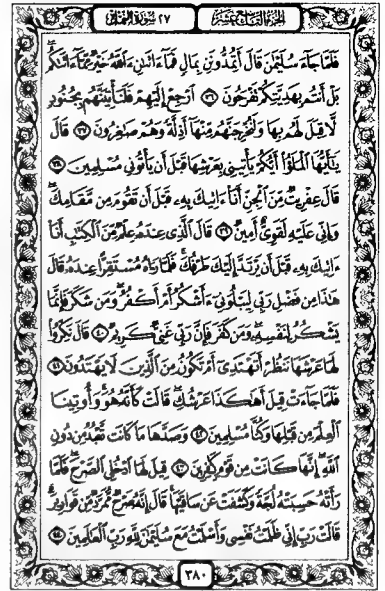 الجزء التاسع عشر
٢٧ سورة النمل
فَلَمَّا جَآءَ سُلَيْمَٰنَ قَالَ أَتُمِدُّونَنِ بِمَالٍ فَمَآ ءَاتَىٰنِۦَ ٱللَّهُ خَيْرٌ مِّمَّآ ءَاتَىٰكُم
بَلْ أَنتُم بِهَدِيَّتِكُمْ تَفْرَحُونَ ٣٦ ٱرْجِعْ إِلَيْهِمْ فَلَنَأْتِيَنَّهُم بِجُنُودٍ
لَّا قِبَلَ لَهُم بِهَا وَلَنُخْرِجَنَّهُم مِّنْهَآ أَذِلَّةً وَهُمْ صَٰغِرُونَ ٣٧ قَالَ
يَٰٓأَيُّهَا ٱلْمَلَؤُا۟ أَيُّكُمْ يَأْتِينِى بِعَرْشِهَا قَبْلَ أَن يَأْتُونِى مُسْلِمِينَ ٣٨
قَالَ عِفْرِيتٌ مِّنَ ٱلْجِنِّ أَنَا۠ ءَاتِيكَ بِهِۦ قَبْلَ أَن تَقُومَ مِن مَّقَامِكَ
وَإِنِّى عَلَيْهِ لَقَوِىٌّ أَمِينٌ ٣٩ قَالَ ٱلَّذِى عِندَهُۥ عِلْمٌ مِّنَ ٱلْكِتَٰبِ أَنَا۠
ءَاتِيكَ بِهِۦ قَبْلَ أَن يَرْتَدَّ إِلَيْكَ طَرْفُكَ فَلَمَّا رَءَاهُ مُسْتَقِرًّا عِندَهُۥ قَالَ
هَٰذَا مِن فَضْلِ رَبِّى لِيَبْلُوَنِىٓ ءَأَشْكُرُ أَمْ أَكْفُرُ وَمَن شَكَرَ فَإِنَّمَا
يَشْكُرُ لِنَفْسِهِۦ وَمَن كَفَرَ فَإِنَّ رَبِّى غَنِىٌّ كَرِيمٌ ٤٠ قَالَ نَكِّرُوا۟
لَهَا عَرْشَهَا نَنظُرْ أَتَهْتَدِىٓ أَمْ تَكُونُ مِنَ ٱلَّذِينَ لَا يَهْتَدُونَ ٤١
فَلَمَّا جَآءَتْ قِيلَ أَهَٰكَذَا عَرْشُكِ قَالَتْ كَأَنَّهُۥ هُوَ وَأُوتِينَا
ٱلْعِلْمَ مِن قَبْلِهَا وَكُنَّا مُسْلِمِينَ ٤٢ وَصَدَّهَا مَا كَانَت تَّعْبُدُ مِن دُونِ
ٱللَّهِ إِنَّهَا كَانَتْ مِن قَوْمٍ كَٰفِرِينَ ٤٣ قِيلَ لَهَا ٱدْخُلِى ٱلصَّرْحَ فَلَمَّا
رَأَتْهُ حَسِبَتْهُ لُجَّةً وَكَشَفَتْ عَن سَاقَيْهَا قَالَ إِنَّهُۥ صَرْحٌ مُّمَرَّدٌ مِّن قَوَارِيرَ
قَالَتْ رَبِّ إِنِّى ظَلَمْتُ نَفْسِى وَأَسْلَمْتُ مَعَ سُلَيْمَٰنَ لِلَّهِ رَبِّ ٱلْعَٰلَمِينَ ٤٤
٣٨٠